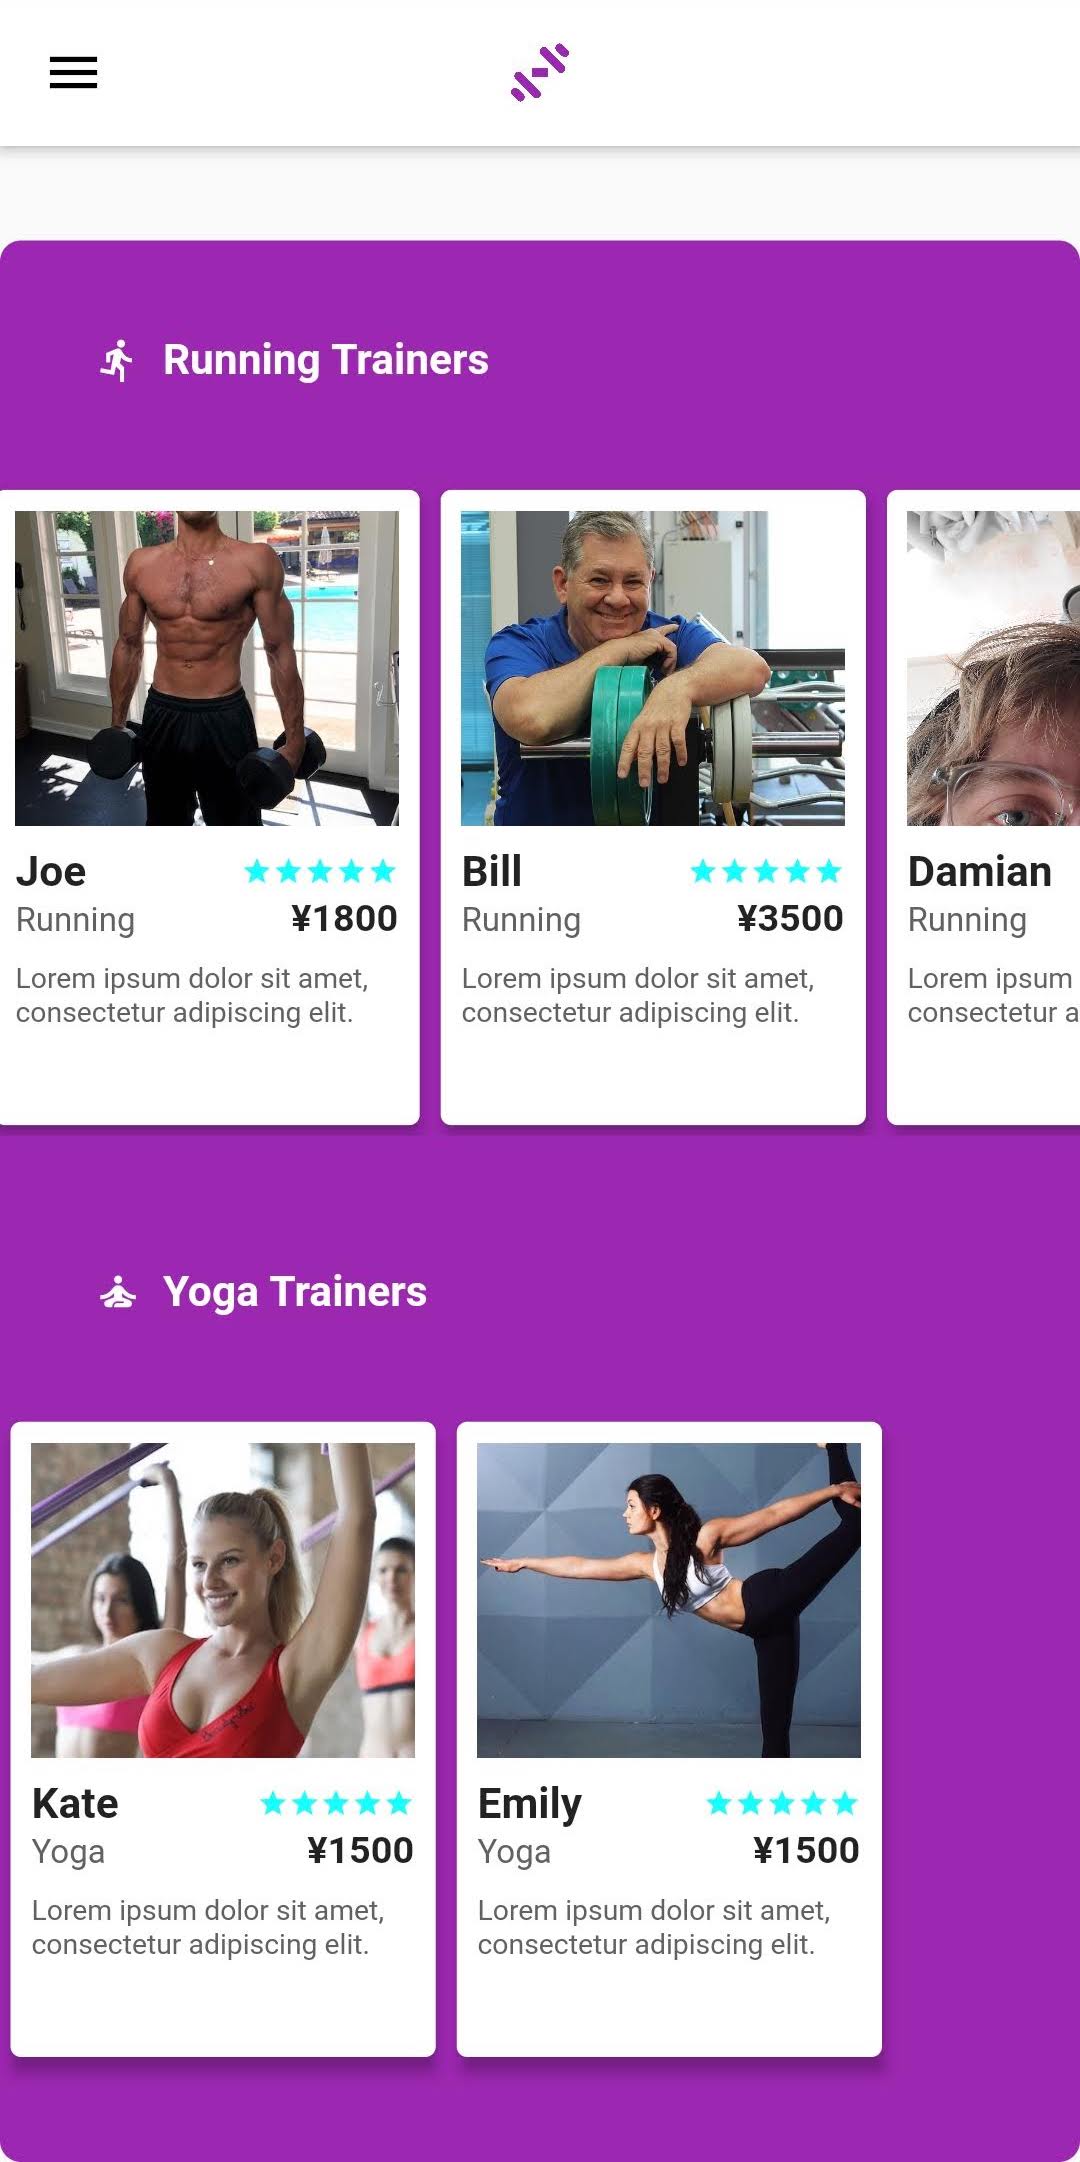 Running Trainers
Joe
Running ¥1800
Lorem ipsum dolor sit amet,
consectetur adipiscing elit.
Bill
Running ¥3500
Lorem ipsum dolor sit amet,
consectetur adipiscing elit.
Damian
Running
Lorem ipsum
consectetur a
Yoga Trainers
Kate
Yoga ¥1500
Lorem ipsum dolor sit amet,
consectetur adipiscing elit.
Emily
Yoga ¥1500
Lorem ipsum dolor sit amet,
consectetur adipiscing elit.